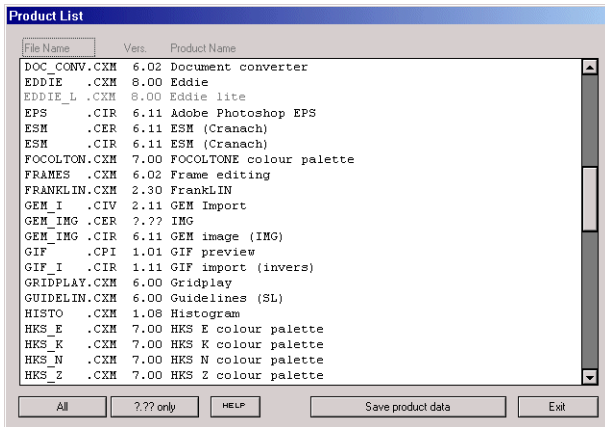 Product List
File Name Vers. Product Name
DOC_CONV.CXM 6.02 Document converter
EDDIE .CXM 8.00 Eddie
EDDIE_L .CXM 8.00 Eddie lite
EPS .CIR 6.11 Adobe Photoshop EPS
ESM .CER 6.11 ESM (Cranach)
ESM .CIR 6.11 ESM (Cranach)
FOCOLTON.CXM 7.00 FOCOLTONE colour palette
FRAMES .CXM 6.02 Frame editing
FRANKLIN.CXM 2.30 FrankLIN
GEM_I .CIV 2.11 GEM Import
GEM_IMG .CER ?.?? IMG
GEM_IMG .CIR 6.11 GEM image (IMG)
GIF .CPI 1.01 GIF preview
GIF_I .CIR 1.11 GIF import (invers)
GRIDPLAY.CXM 6.00 Gridplay
GUIDELIN.CXM 6.00 Guidelines (SL)
HISTO .CXM 1.08 Histogram
HKS_E .CXM 7.00 HKS E colour palette
HKS_K .CXM 7.00 HKS K colour palette
HKS_N .CXM 7.00 HKS N colour palette
HKS_Z .CXM 7.00 HKS Z colour palette
All ?.?? only HELP Save product data Exit